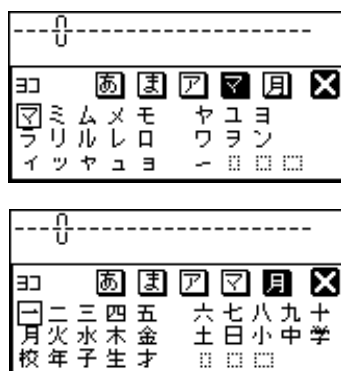 ヨコ あ ま ア マ 月 X
マミムメモ ヤユヨ
ラリルレロ ワヲン
ィッャュョ ー
ヨコ あ ま ア マ 月 X
一二三四五 六七八九十
月火水木金 土日小中学
校年子生才